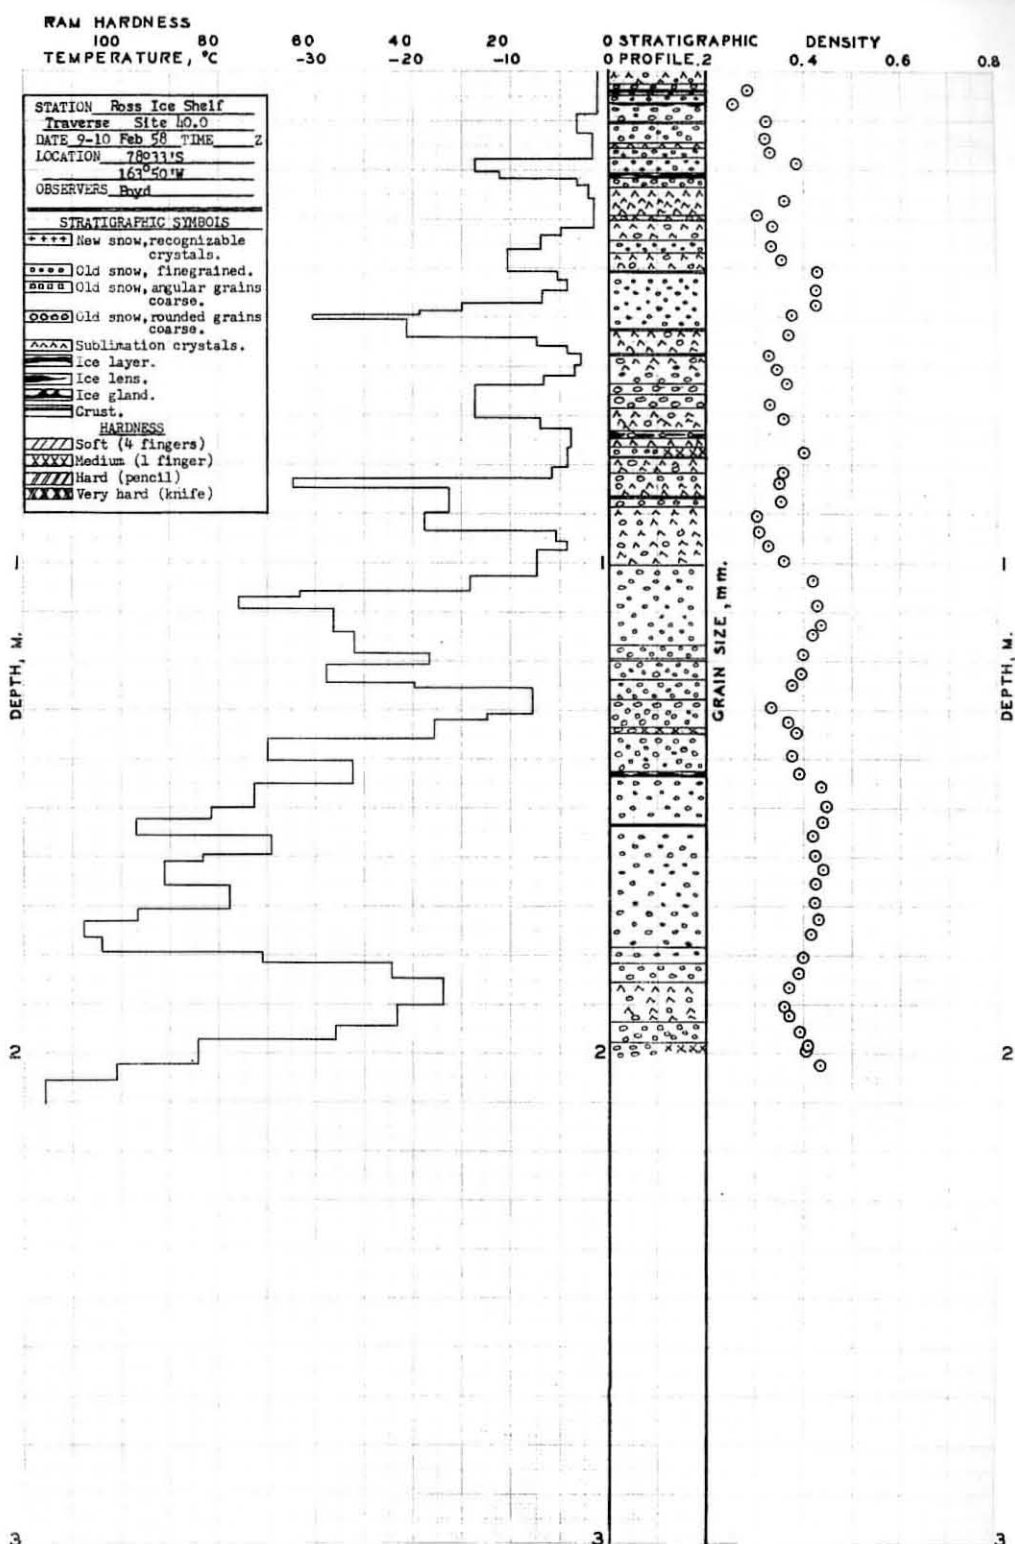 RAM HARDNESS
100 80 60 40 20 0 STRATIGRAPHIC DENSITY
TEMPERATURE, °C -30 -20 -10 0 PROFILE, 2 0.4 0.6 0.8
STATION Ross Ice Shelf
Traverse Site 40.0
DATE 9-10 Feb 58 TIME Z
LOCATION 78°33'S
163°50'W
OBSERVERS Boyd
STRATIGRAPHIC SYMBOLS
New snow, recognizable
crystals.
Old snow, finegrained.
Old snow, angular grains
coarse.
Old snow, rounded grains
coarse.
Sublimation crystals.
Ice layer.
Ice lens.
Ice gland.
Crust.
HARDNESS
Soft (4 fingers)
Medium (1 finger)
Hard (pencil)
Very hard (knife)
1 1 1
DEPTH, M. GRAIN SIZE, mm. DEPTH, M.
2 2 2
3 3 3